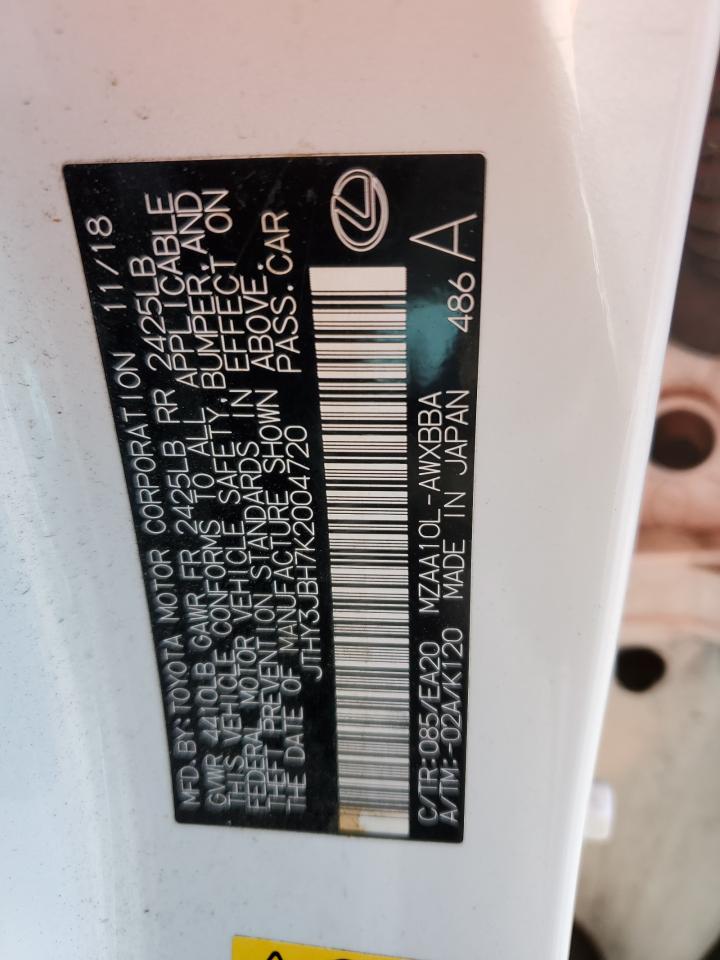 MFD.BY:TOYOTA MOTOR CORPORATION 11/18
GVWR 4410LB GAWR FR 2425LB RR 2425LB
THIS VEHICLE CONFORMS TO ALL APPLICABLE
FEDERAL MOTOR VEHICLE SAFETY, BUMPER, AND
THEFT PREVENTION STANDARDS IN EFFECT ON
THE DATE OF MANUFACTURE SHOWN ABOVE.
JTHY3JBH7K2004720 PASS.CAR
C/TR:085/EA20 MZAA10L-AWXBBA 486 A
A/TM:-02A/K120 MADE IN JAPAN